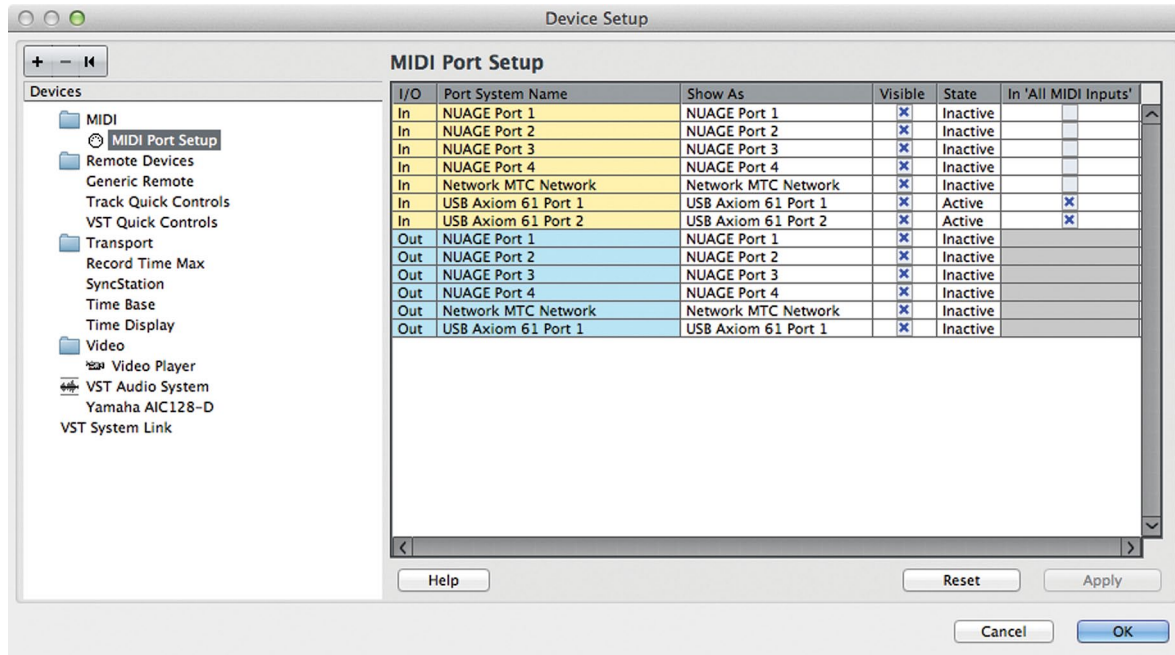 Device Setup
+ −
Devices
MIDI
MIDI Port Setup
Remote Devices
Generic Remote
Track Quick Controls
VST Quick Controls
Transport
Record Time Max
SyncStation
Time Base
Time Display
Video
Video Player
VST Audio System
Yamaha AIC128-D
VST System Link
MIDI Port Setup
I/O Port System Name Show As Visible State In 'All MIDI Inputs'
In NUAGE Port 1 NUAGE Port 1 Inactive
In NUAGE Port 2 NUAGE Port 2 Inactive
In NUAGE Port 3 NUAGE Port 3 Inactive
In NUAGE Port 4 NUAGE Port 4 Inactive
In Network MTC Network Network MTC Network Inactive
In USB Axiom 61 Port 1 USB Axiom 61 Port 1 Active
In USB Axiom 61 Port 2 USB Axiom 61 Port 2 Active
Out NUAGE Port 1 NUAGE Port 1 Inactive
Out NUAGE Port 2 NUAGE Port 2 Inactive
Out NUAGE Port 3 NUAGE Port 3 Inactive
Out NUAGE Port 4 NUAGE Port 4 Inactive
Out Network MTC Network Network MTC Network Inactive
Out USB Axiom 61 Port 1 USB Axiom 61 Port 1 Inactive
Help Reset Apply
Cancel OK